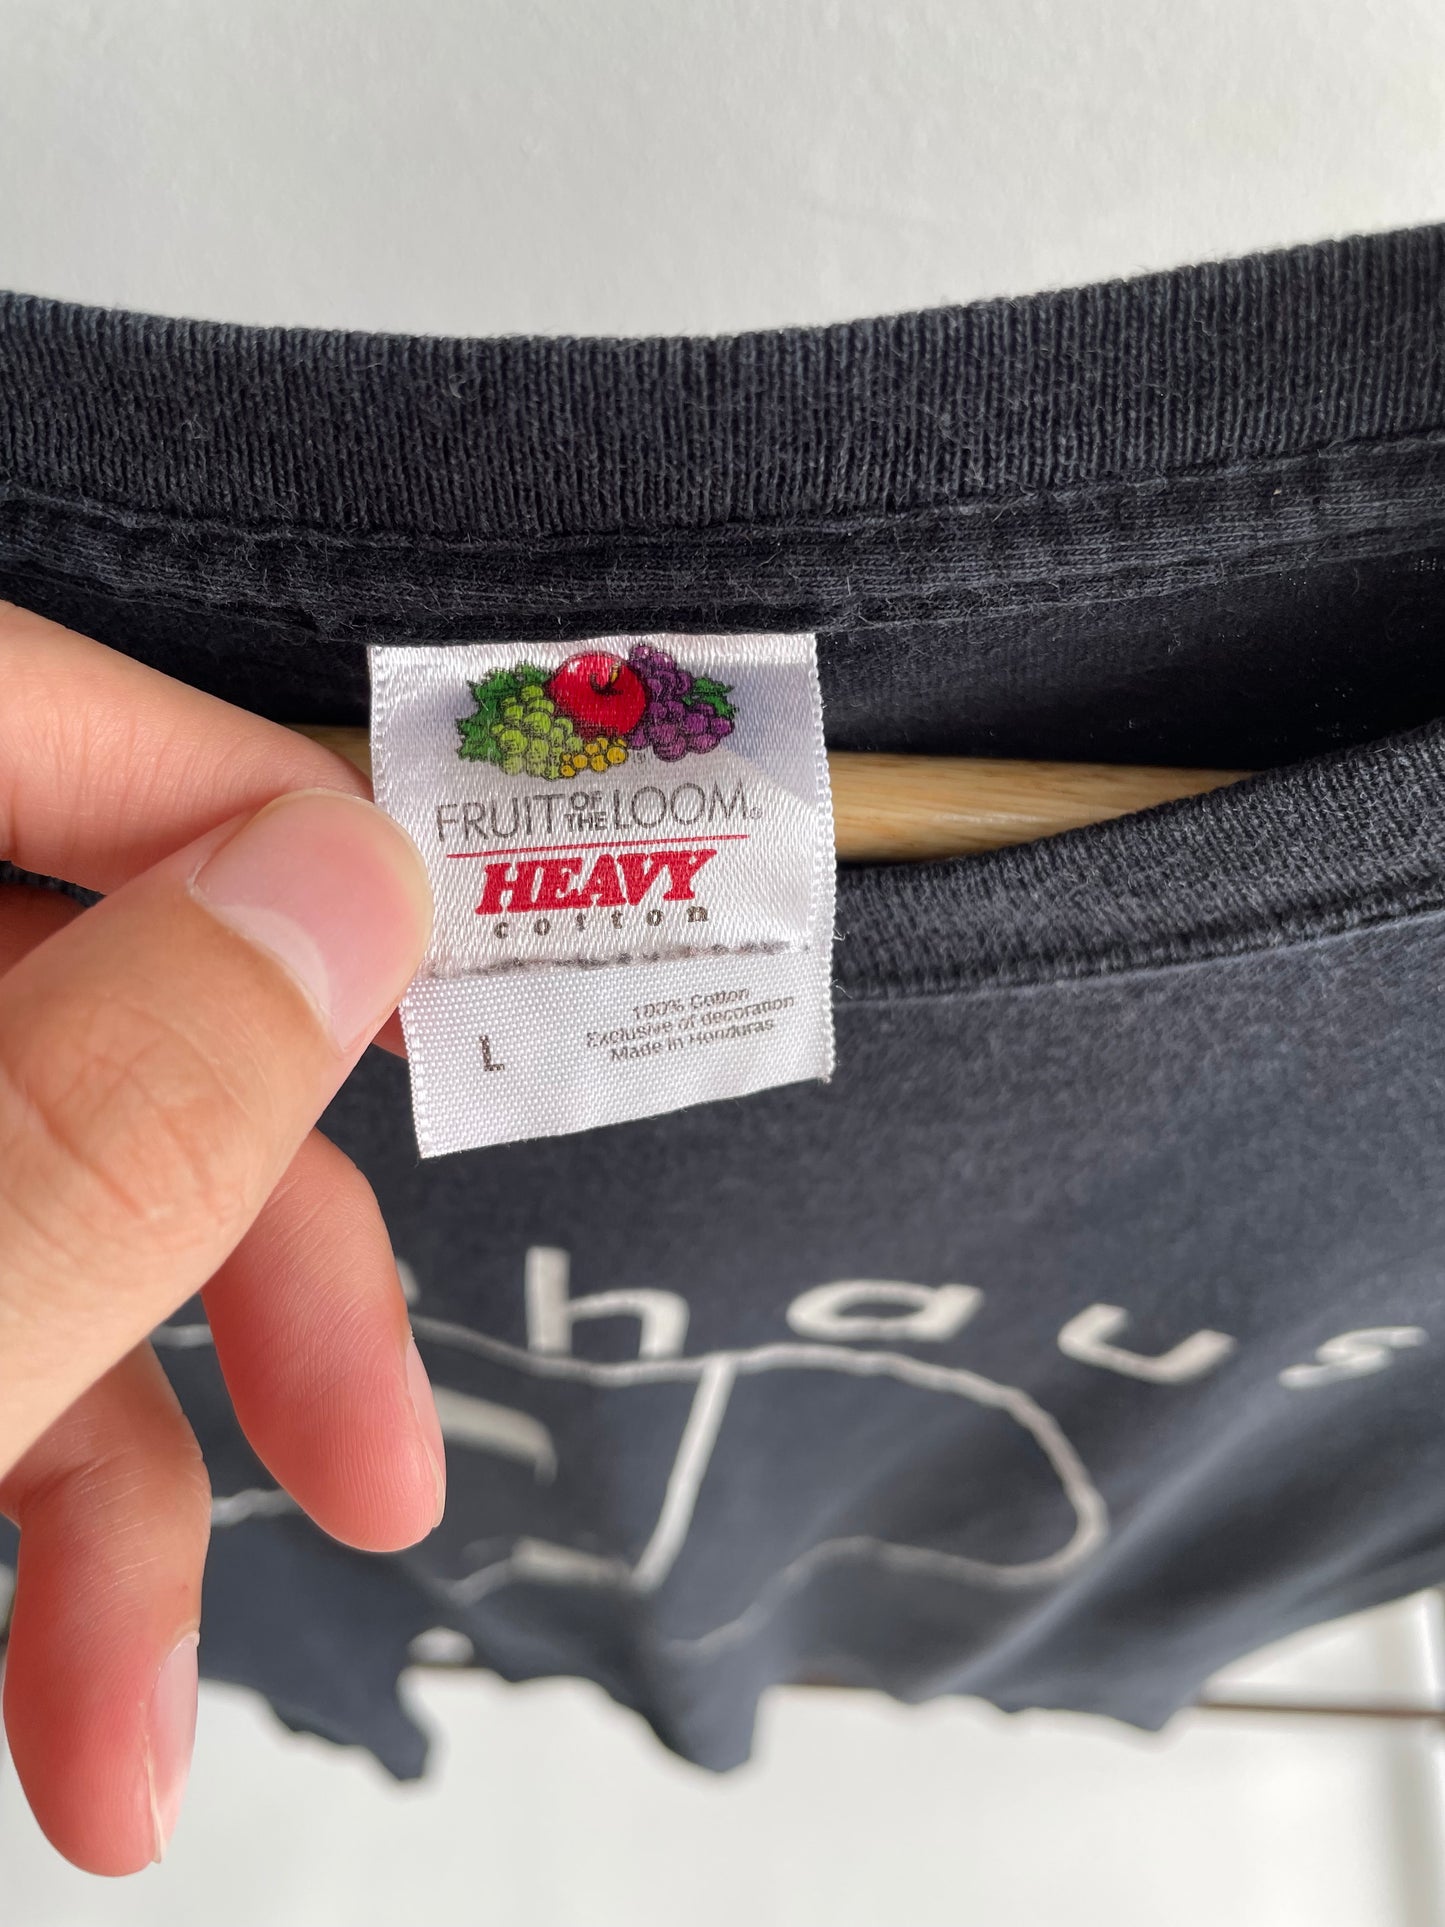 FRUIT OF THE LOOM®
HEAVY
cotton
100% Cotton
Exclusive of decoration
L
Made in Honduras
haus